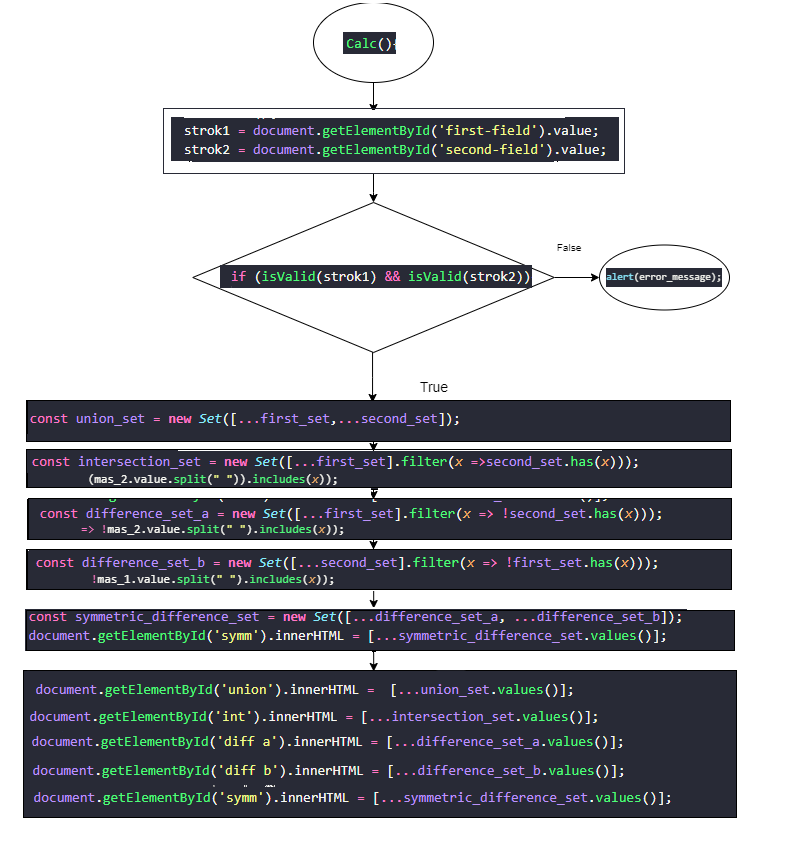 Calc(){
strok1 = document.getElementById('first-field').value;
strok2 = document.getElementById('second-field').value;
if (isValid(strok1) && isValid(strok2))
False
alert(error_message);
True
const union_set = new Set([...first_set,...second_set]);
const intersection_set = new Set([...first_set].filter(x =>second_set.has(x)));
(mas_2.value.split(" ")).includes(x));
const difference_set_a = new Set([...first_set].filter(x => !second_set.has(x)));
=> !mas_2.value.split(" ").includes(x));
const difference_set_b = new Set([...second_set].filter(x => !first_set.has(x)));
!mas_1.value.split(" ").includes(x));
const symmetric_difference_set = new Set([...difference_set_a, ...difference_set_b]);
document.getElementById('symm').innerHTML = [...symmetric_difference_set.values()];
document.getElementById('union').innerHTML = [...union_set.values()];
document.getElementById('int').innerHTML = [...intersection_set.values()];
document.getElementById('diff a').innerHTML = [...difference_set_a.values()];
document.getElementById('diff b').innerHTML = [...difference_set_b.values()];
document.getElementById('symm').innerHTML = [...symmetric_difference_set.values()];